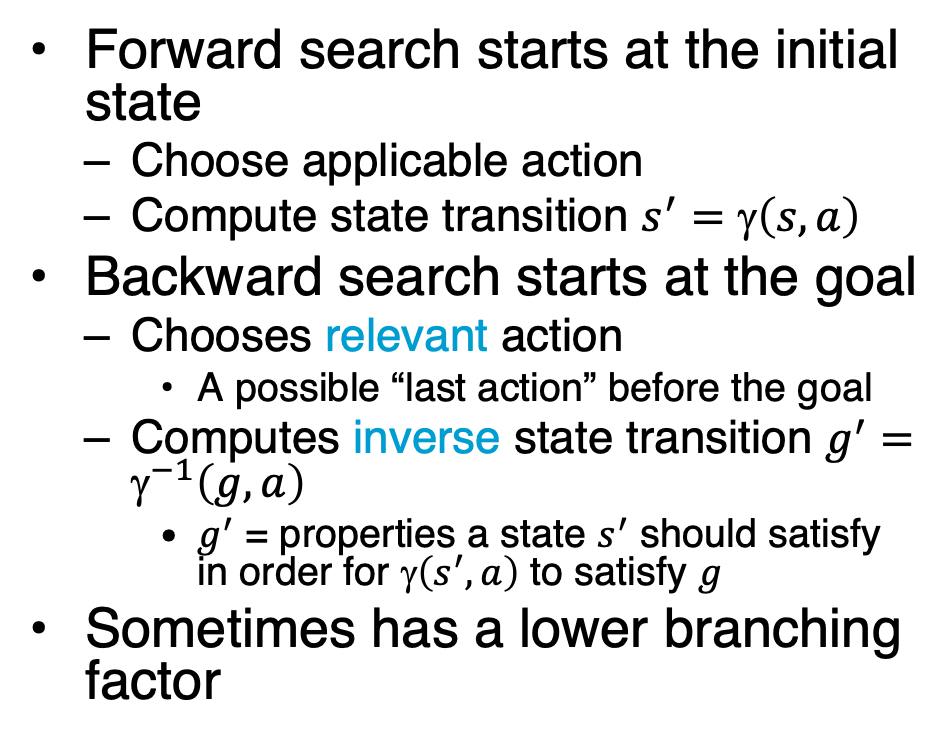 • Forward search starts at the initial
state
– Choose applicable action
– Compute state transition s′ = γ(s, a)
• Backward search starts at the goal
– Chooses relevant action
• A possible “last action” before the goal
– Computes inverse state transition g′ =
γ⁻¹(g, a)
• g′ = properties a state s′ should satisfy
in order for γ(s′, a) to satisfy g
• Sometimes has a lower branching
factor